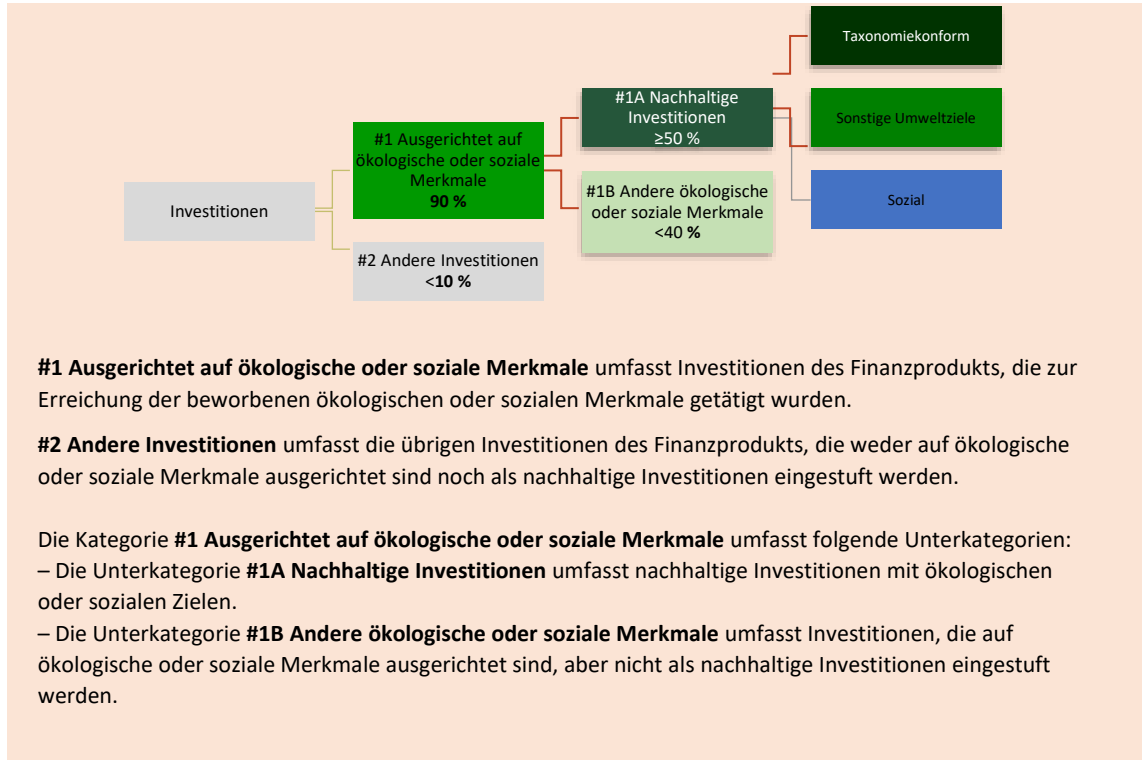 Taxonomiekonform
#1A Nachhaltige
Investitionen
≥50 %
Sonstige Umweltziele
#1 Ausgerichtet auf
ökologische oder soziale
Merkmale
90 %
Investitionen
#1B Andere ökologische
oder soziale Merkmale
<40 %
Sozial
#2 Andere Investitionen
<10 %
#1 Ausgerichtet auf ökologische oder soziale Merkmale umfasst Investitionen des Finanzprodukts, die zur
Erreichung der beworbenen ökologischen oder sozialen Merkmale getätigt wurden.
#2 Andere Investitionen umfasst die übrigen Investitionen des Finanzprodukts, die weder auf ökologische
oder soziale Merkmale ausgerichtet sind noch als nachhaltige Investitionen eingestuft werden.
Die Kategorie #1 Ausgerichtet auf ökologische oder soziale Merkmale umfasst folgende Unterkategorien:
– Die Unterkategorie #1A Nachhaltige Investitionen umfasst nachhaltige Investitionen mit ökologischen
oder sozialen Zielen.
– Die Unterkategorie #1B Andere ökologische oder soziale Merkmale umfasst Investitionen, die auf
ökologische oder soziale Merkmale ausgerichtet sind, aber nicht als nachhaltige Investitionen eingestuft
werden.